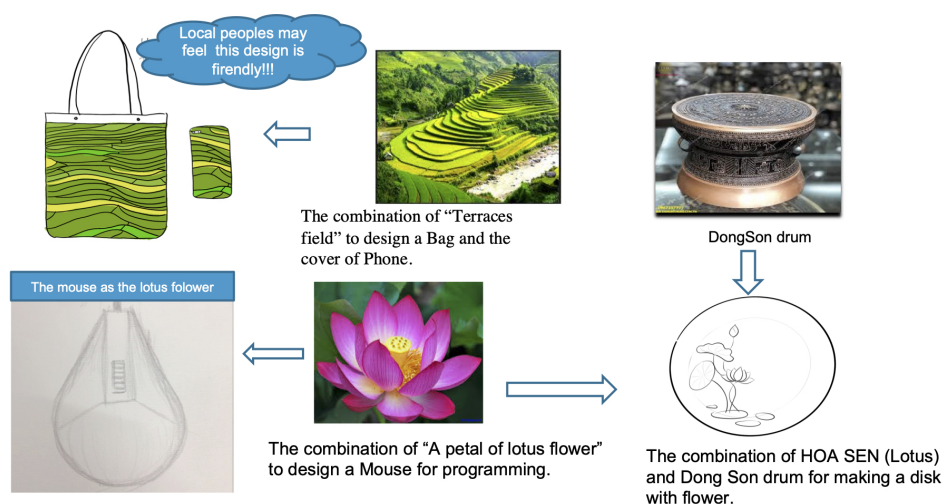 Local peoples may
feel this design is
firendly!!!
The combination of “Terraces
field” to design a Bag and the
cover of Phone.
DongSon drum
The mouse as the lotus folower
The combination of “A petal of lotus flower”
to design a Mouse for programming.
The combination of HOA SEN (Lotus)
and Dong Son drum for making a disk
with flower.